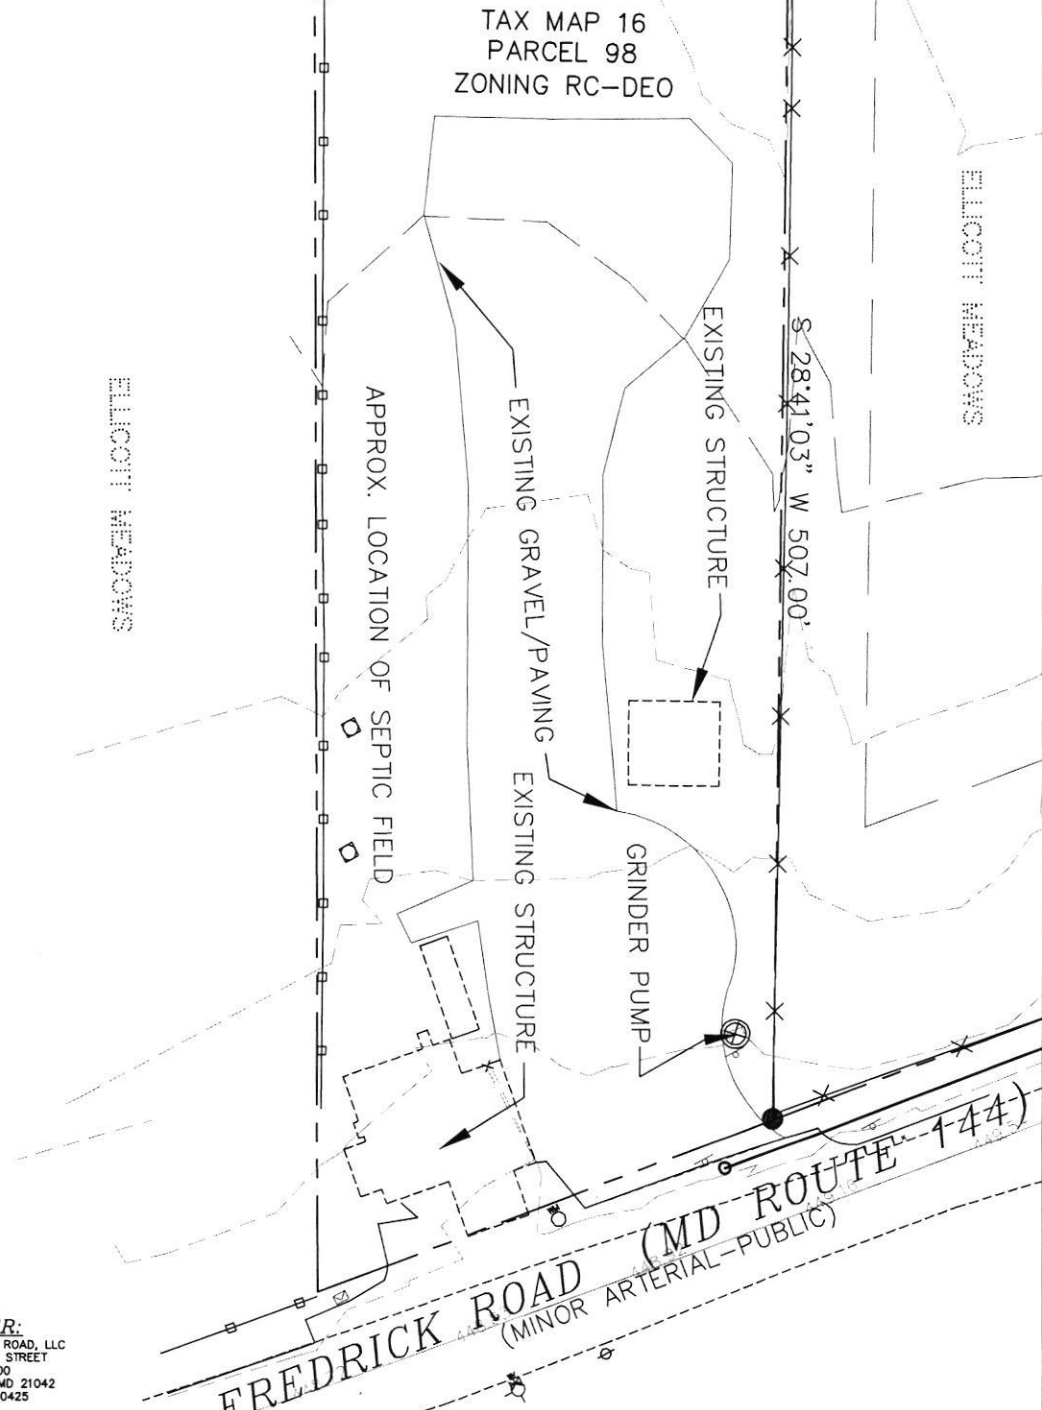 TAX MAP 16
PARCEL 98
ZONING RC-DEO
ELLICOTT MEADOWS
S 28°41'03" W 507.00'
EXISTING STRUCTURE
EXISTING GRAVEL/PAVING
APPROX. LOCATION OF SEPTIC FIELD
ELLICOTT MEADOWS
EXISTING STRUCTURE
GRINDER PUMP
FREDRICK ROAD (MD ROUTE 144)
(MINOR ARTERIAL-PUBLIC)
R:
ROAD, LLC
STREET
00
MD 21042
0425